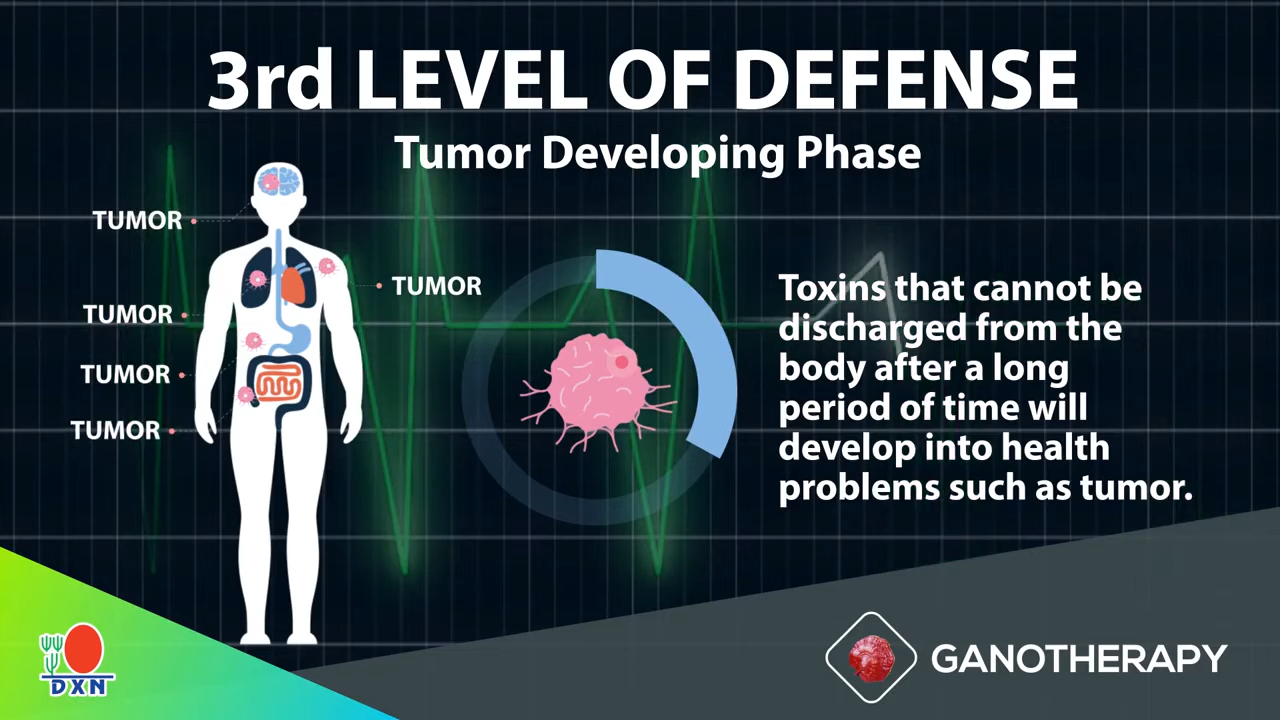 3rd LEVEL OF DEFENSE
Tumor Developing Phase
TUMOR
TUMOR
TUMOR
TUMOR
TUMOR
Toxins that cannot be
discharged from the
body after a long
period of time will
develop into health
problems such as tumor.
DXN
GANOTHERAPY